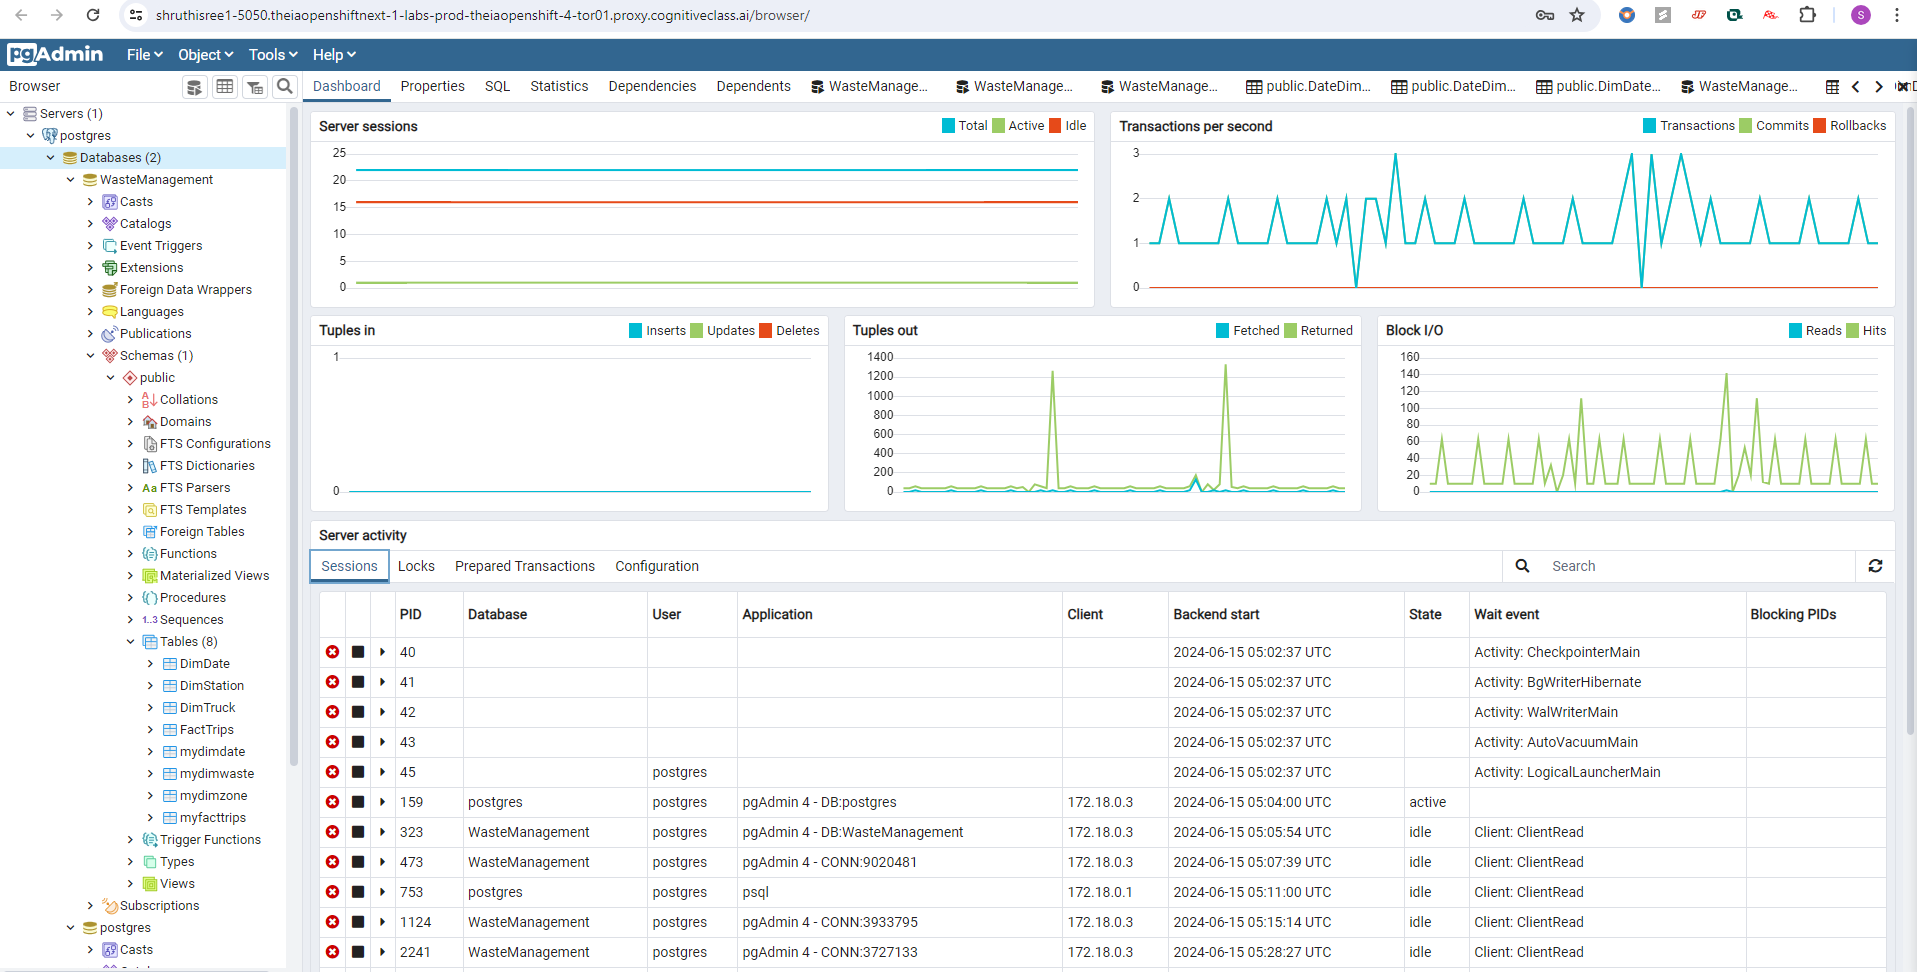 shruthisree1-5050.theiaopenshiftnext-1-labs-prod-theiaopenshift-4-tor01.proxy.cognitiveclass.ai/browser/
S
pgAdmin File Object Tools Help
Browser
Dashboard Properties SQL Statistics Dependencies Dependents WasteManage... WasteManage... WasteManage... public.DateDim... public.DateDim... public.DimDate... WasteManage...
Servers (1)
postgres
Databases (2)
WasteManagement
Casts
Catalogs
Event Triggers
Extensions
Foreign Data Wrappers
Languages
Publications
Schemas (1)
public
Collations
Domains
FTS Configurations
FTS Dictionaries
Aa FTS Parsers
FTS Templates
Foreign Tables
Functions
Materialized Views
Procedures
1..3 Sequences
Tables (8)
DimDate
DimStation
DimTruck
FactTrips
mydimdate
mydimwaste
mydimzone
myfacttrips
Trigger Functions
Types
Views
Subscriptions
postgres
Casts
Server sessions
Total Active Idle
25
20
15
10
5
0
Transactions per second
Transactions Commits Rollbacks
3
2
1
0
Tuples in
Inserts Updates Deletes
1
0
Tuples out
Fetched Returned
1400
1200
1000
800
600
400
200
0
Block I/O
Reads Hits
160
140
120
100
80
60
40
20
0
Server activity
Sessions Locks Prepared Transactions Configuration
Search
PID Database User Application Client Backend start State Wait event Blocking PIDs
40 2024-06-15 05:02:37 UTC Activity: CheckpointerMain
41 2024-06-15 05:02:37 UTC Activity: BgWriterHibernate
42 2024-06-15 05:02:37 UTC Activity: WalWriterMain
43 2024-06-15 05:02:37 UTC Activity: AutoVacuumMain
45 postgres 2024-06-15 05:02:37 UTC Activity: LogicalLauncherMain
159 postgres postgres pgAdmin 4 - DB:postgres 172.18.0.3 2024-06-15 05:04:00 UTC active
323 WasteManagement postgres pgAdmin 4 - DB:WasteManagement 172.18.0.3 2024-06-15 05:05:54 UTC idle Client: ClientRead
473 WasteManagement postgres pgAdmin 4 - CONN:9020481 172.18.0.3 2024-06-15 05:07:39 UTC idle Client: ClientRead
753 postgres postgres psql 172.18.0.1 2024-06-15 05:11:00 UTC idle Client: ClientRead
1124 WasteManagement postgres pgAdmin 4 - CONN:3933795 172.18.0.3 2024-06-15 05:15:14 UTC idle Client: ClientRead
2241 WasteManagement postgres pgAdmin 4 - CONN:3727133 172.18.0.3 2024-06-15 05:28:27 UTC idle Client: ClientRead